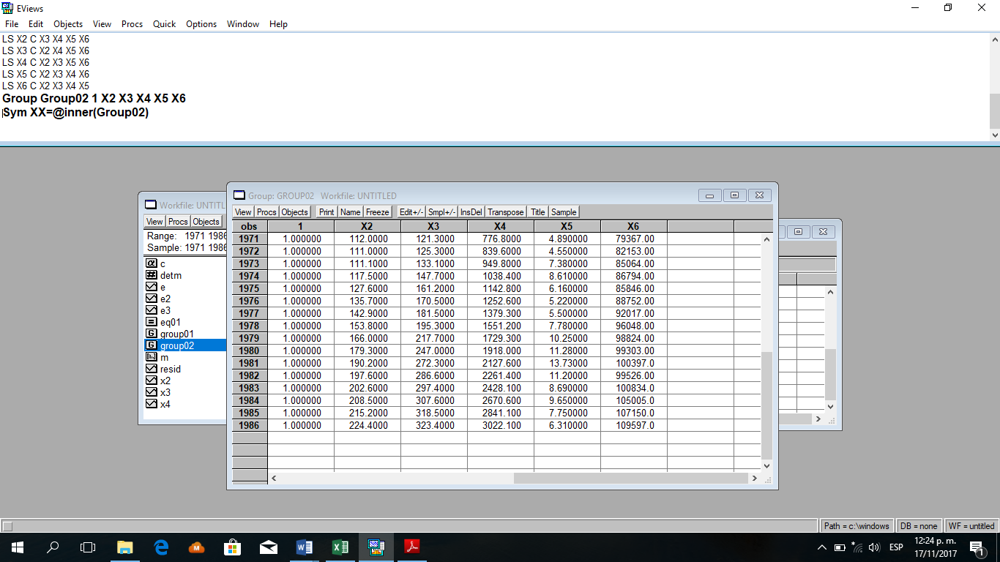 EViews
File Edit Objects View Procs Quick Options Window Help
LS X2 C X3 X4 X5 X6
LS X3 C X2 X4 X5 X6
LS X4 C X2 X3 X5 X6
LS X5 C X2 X3 X4 X6
LS X6 C X2 X3 X4 X5
Group Group02 1 X2 X3 X4 X5 X6
Sym XX=@inner(Group02)
Workfile: UNTITL
View Procs Objects
Range: 1971 1986
Sample: 1971 1986
c
detm
e
e2
e3
eq01
group01
group02
m
resid
x2
x3
x4
Group: GROUP02 Workfile: UNTITLED
View Procs Objects Print Name Freeze Edit+/- Smpl+/- InsDel Transpose Title Sample
obs 1 X2 X3 X4 X5 X6
1971 1.000000 112.0000 121.3000 776.8000 4.890000 79367.00
1972 1.000000 111.0000 125.3000 839.6000 4.550000 82153.00
1973 1.000000 111.1000 133.1000 949.8000 7.380000 85064.00
1974 1.000000 117.5000 147.7000 1038.400 8.610000 86794.00
1975 1.000000 127.6000 161.2000 1142.800 6.160000 85846.00
1976 1.000000 135.7000 170.5000 1252.600 5.220000 88752.00
1977 1.000000 142.9000 181.5000 1379.300 5.500000 92017.00
1978 1.000000 153.8000 195.3000 1551.200 7.780000 96048.00
1979 1.000000 166.0000 217.7000 1729.300 10.25000 98824.00
1980 1.000000 179.3000 247.0000 1918.000 11.28000 99303.00
1981 1.000000 190.2000 272.3000 2127.600 13.73000 100397.0
1982 1.000000 197.6000 286.6000 2261.400 11.20000 99526.00
1983 1.000000 202.6000 297.4000 2428.100 8.690000 100834.0
1984 1.000000 208.5000 307.6000 2670.600 9.650000 105005.0
1985 1.000000 215.2000 318.5000 2841.100 7.750000 107150.0
1986 1.000000 224.4000 323.4000 3022.100 6.310000 109597.0
Path = c:\windows DB = none WF = untitled
ESP
12:24 p. m.
17/11/2017
1